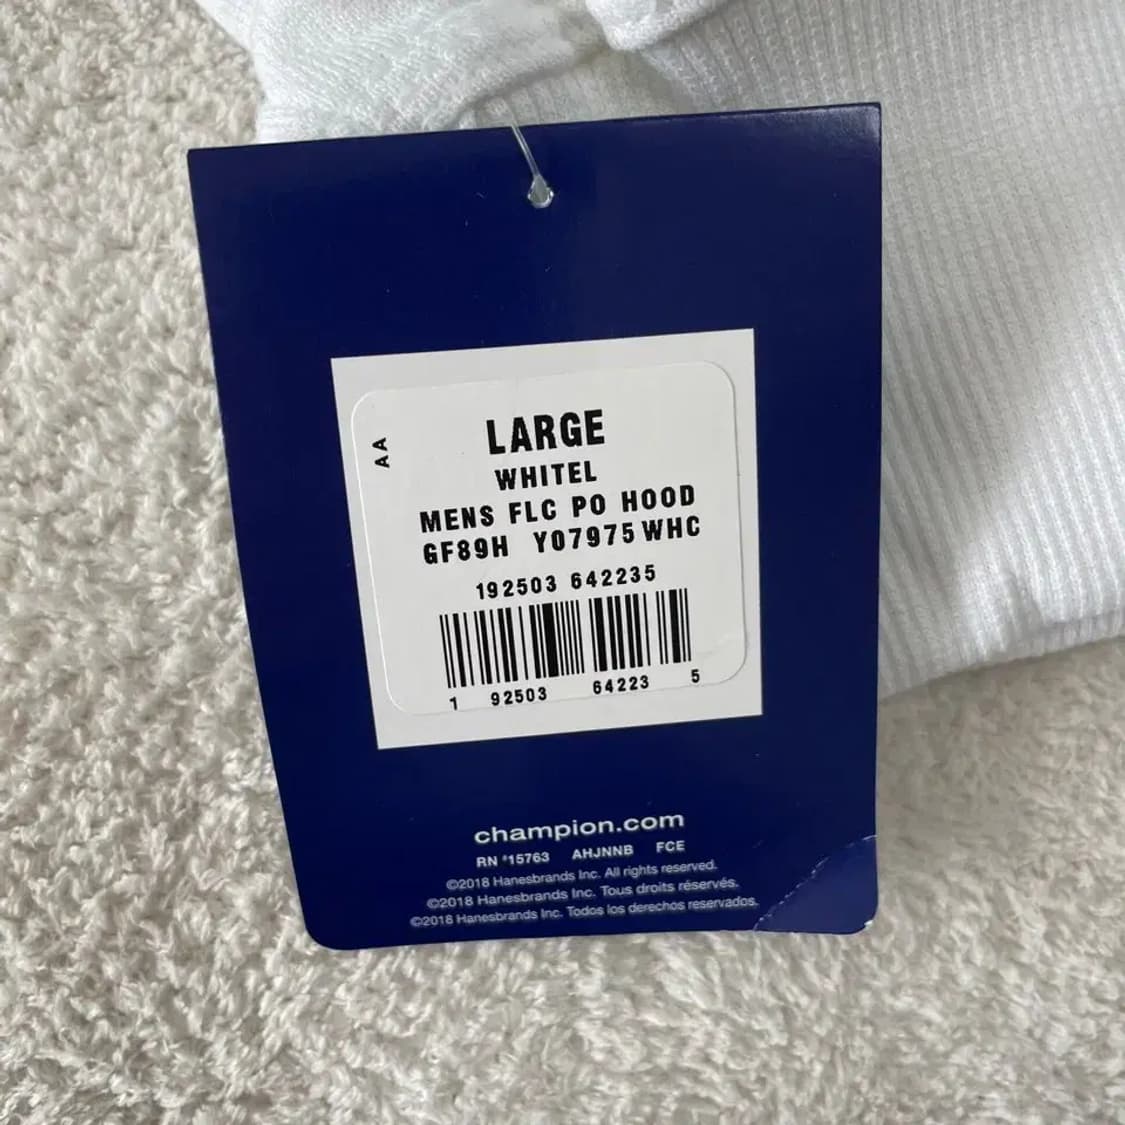 AA
LARGE
WHITEL
MENS FLC PO HOOD
GF89H Y07975 WHC
192503 642235
1 92503 64223 5
champion.com
RN #15763 AHJNNB FCE
©2018 Hanesbrands Inc. All rights reserved.
©2018 Hanesbrands Inc. Tous droits réservés.
©2018 Hanesbrands Inc. Todos los derechos reservados.